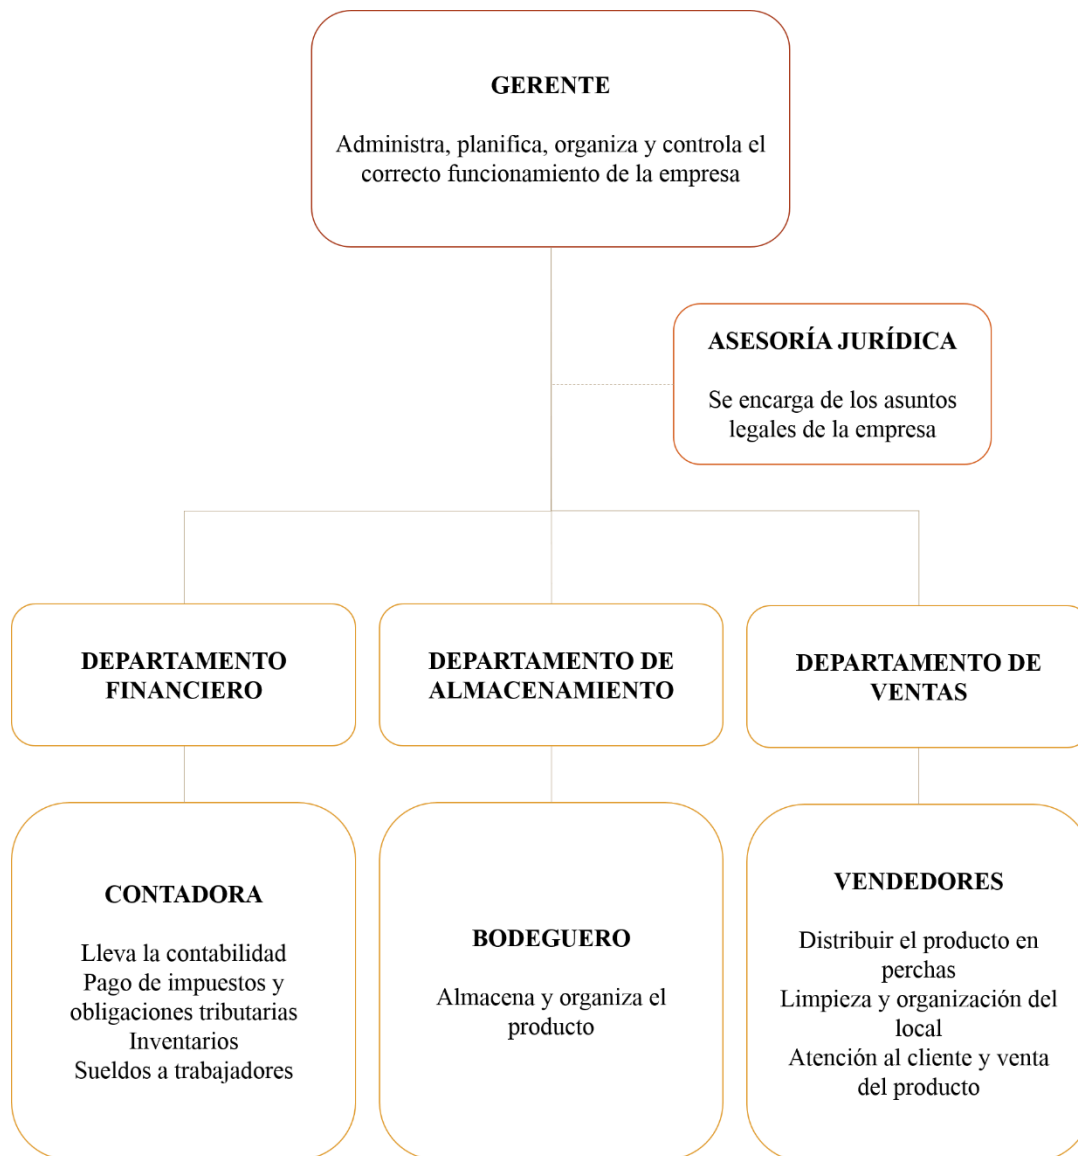 GERENTE
Administra, planifica, organiza y controla el
correcto funcionamiento de la empresa
ASESORÍA JURÍDICA
Se encarga de los asuntos
legales de la empresa
DEPARTAMENTO
FINANCIERO
DEPARTAMENTO DE
ALMACENAMIENTO
DEPARTAMENTO DE
VENTAS
CONTADORA
Lleva la contabilidad
Pago de impuestos y
obligaciones tributarias
Inventarios
Sueldos a trabajadores
BODEGUERO
Almacena y organiza el
producto
VENDEDORES
Distribuir el producto en
perchas
Limpieza y organización del
local
Atención al cliente y venta
del producto